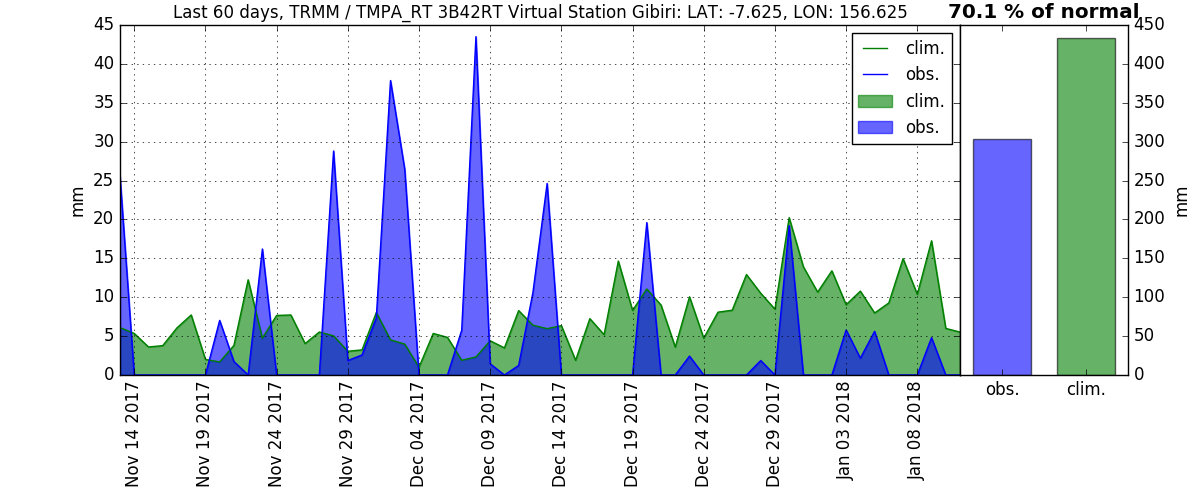 Last 60 days, TRMM / TMPA_RT 3B42RT Virtual Station Gibiri: LAT: -7.625, LON: 156.625
70.1 % of normal
45
40
35
30
25
20
15
10
5
0
mm
clim.
obs.
clim.
obs.
Nov 14 2017
Nov 19 2017
Nov 24 2017
Nov 29 2017
Dec 04 2017
Dec 09 2017
Dec 14 2017
Dec 19 2017
Dec 24 2017
Dec 29 2017
Jan 03 2018
Jan 08 2018
450
400
350
300
250
200
150
100
50
0
mm
obs.
clim.